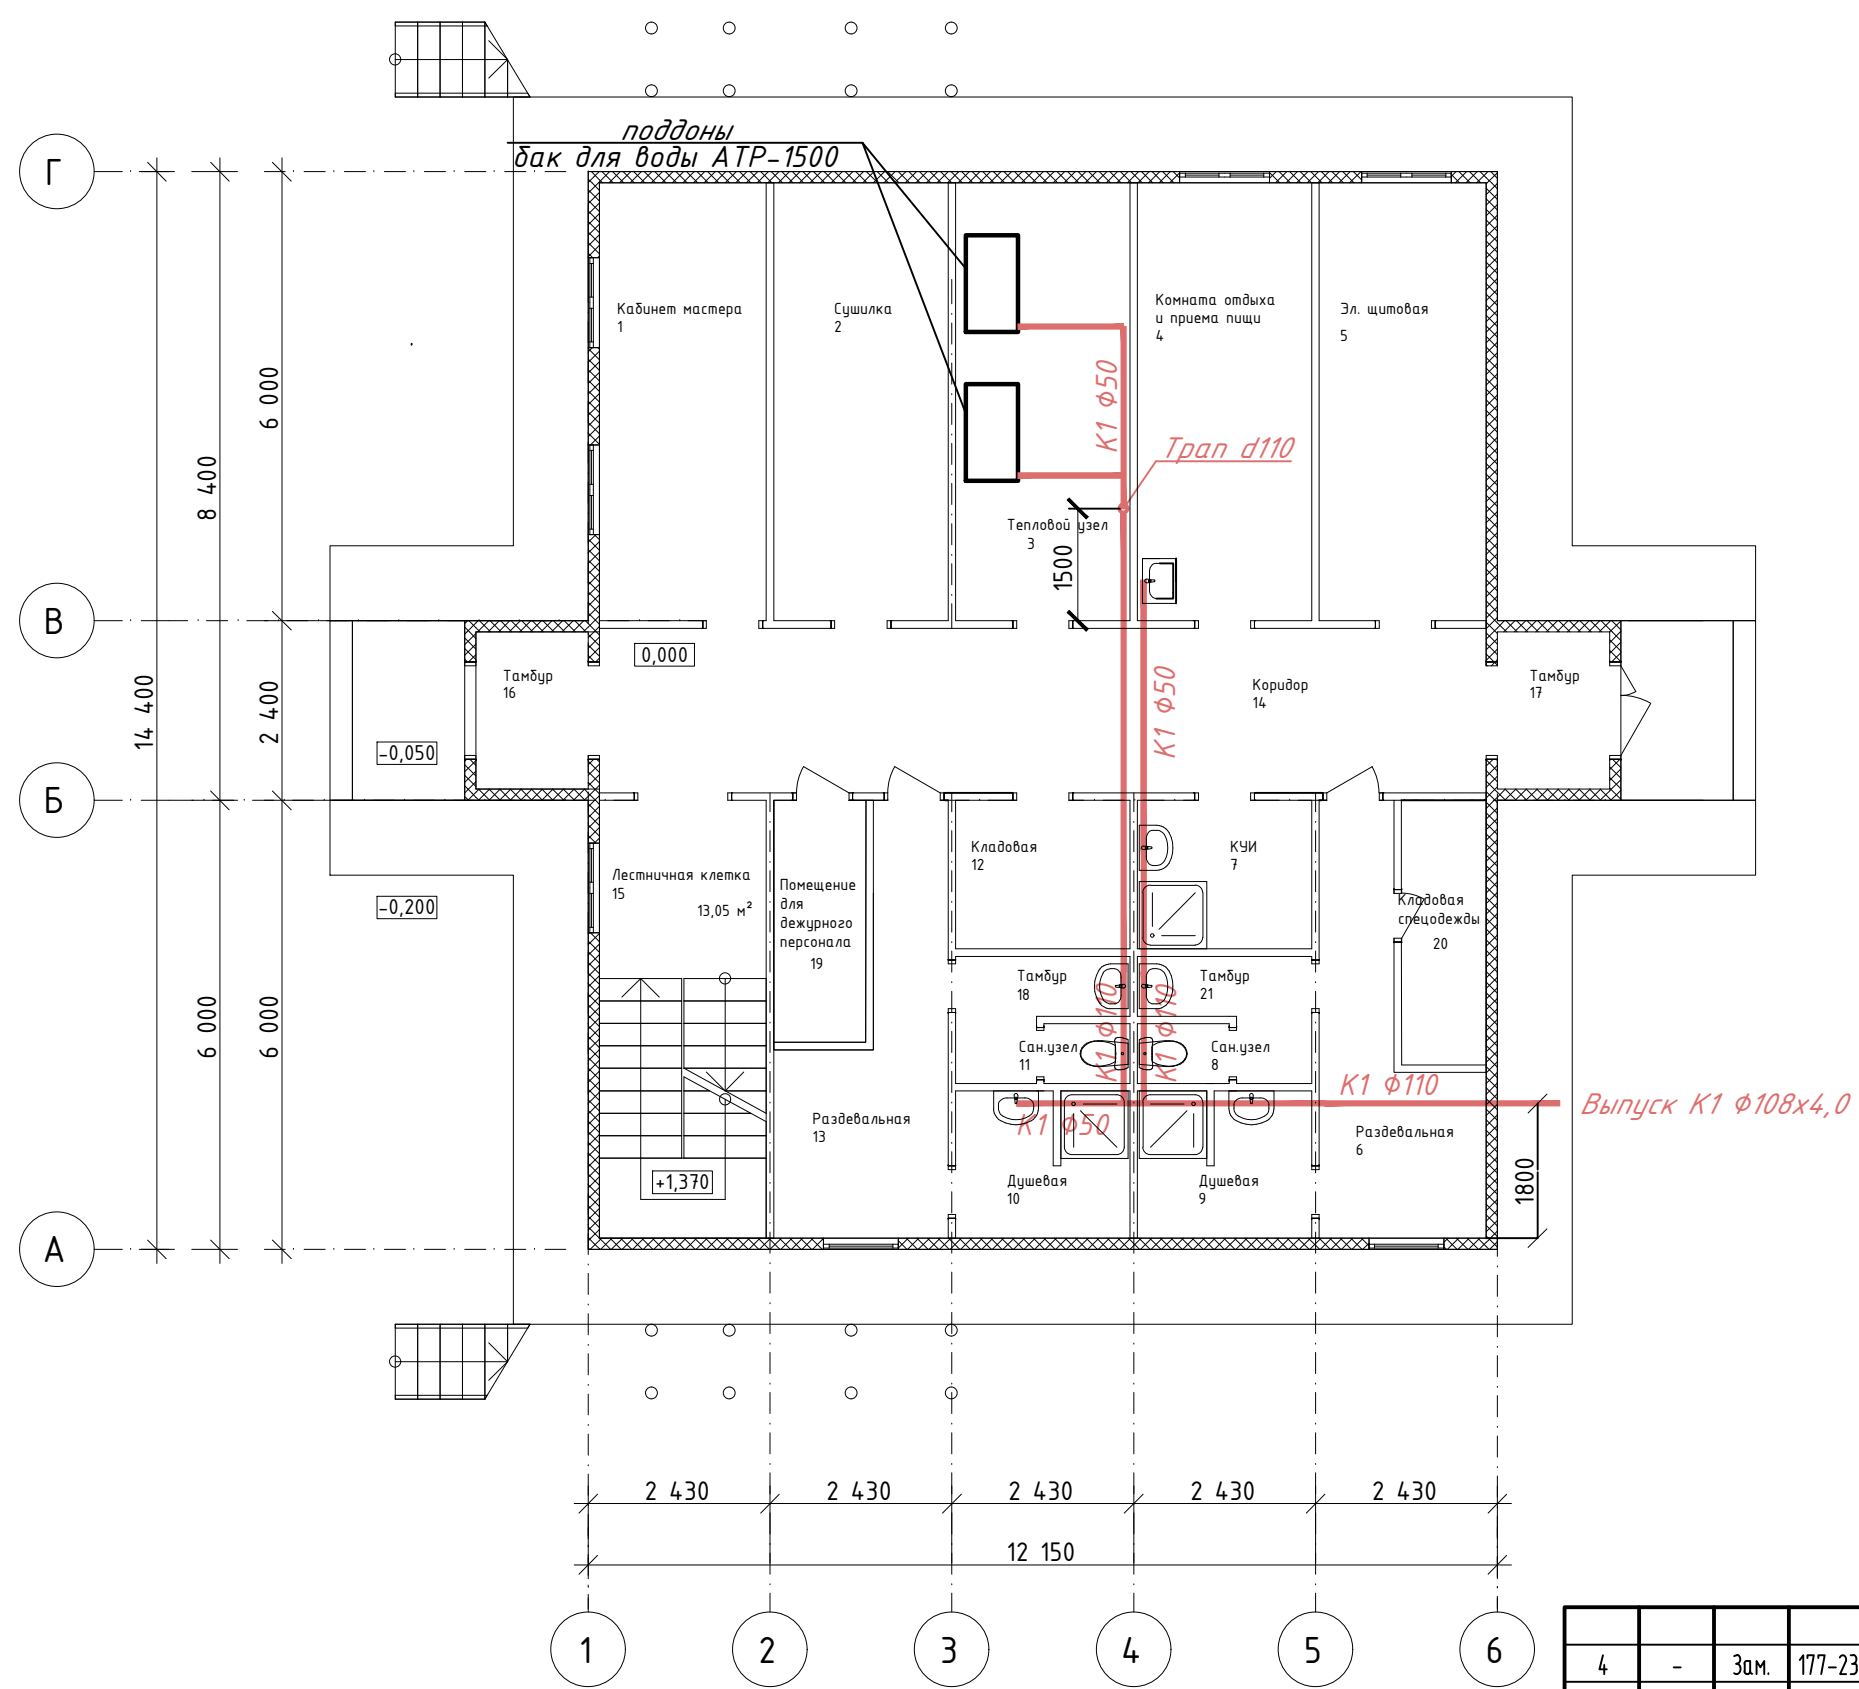 поддоны
бак для воды АТР-1500
Г
В
Б
А
14 400
8 400
6 000
6 000
2 400
6 000
6 000
Кабинет мастера
1
Сушилка
2
Комната отдыха
и приема пищи
4
Эл. щитовая
5
К1 Ф50
Трап d110
Тепловой узел
3
1500
0,000
Тамбур
16
К1 Ф50
Коридор
14
Тамбур
17
-0,050
-0,200
Лестничная клетка
15
13,05 м²
Помещение
для
дежурного
персонала
19
Кладовая
12
КУИ
7
Кладовая
спецодежды
20
Тамбур
18
Тамбур
21
К1 Ф110
К1 Ф110
Сан.узел
11
Сан.узел
8
К1 Ф110
Выпуск К1 Ф108х4,0
К1 Ф50
Раздевальная
13
Раздевальная
6
Душевая
10
Душевая
9
+1,370
1800
2 430
2 430
2 430
2 430
2 430
12 150
1
2
3
4
5
6
4
-
Зам.
177-23